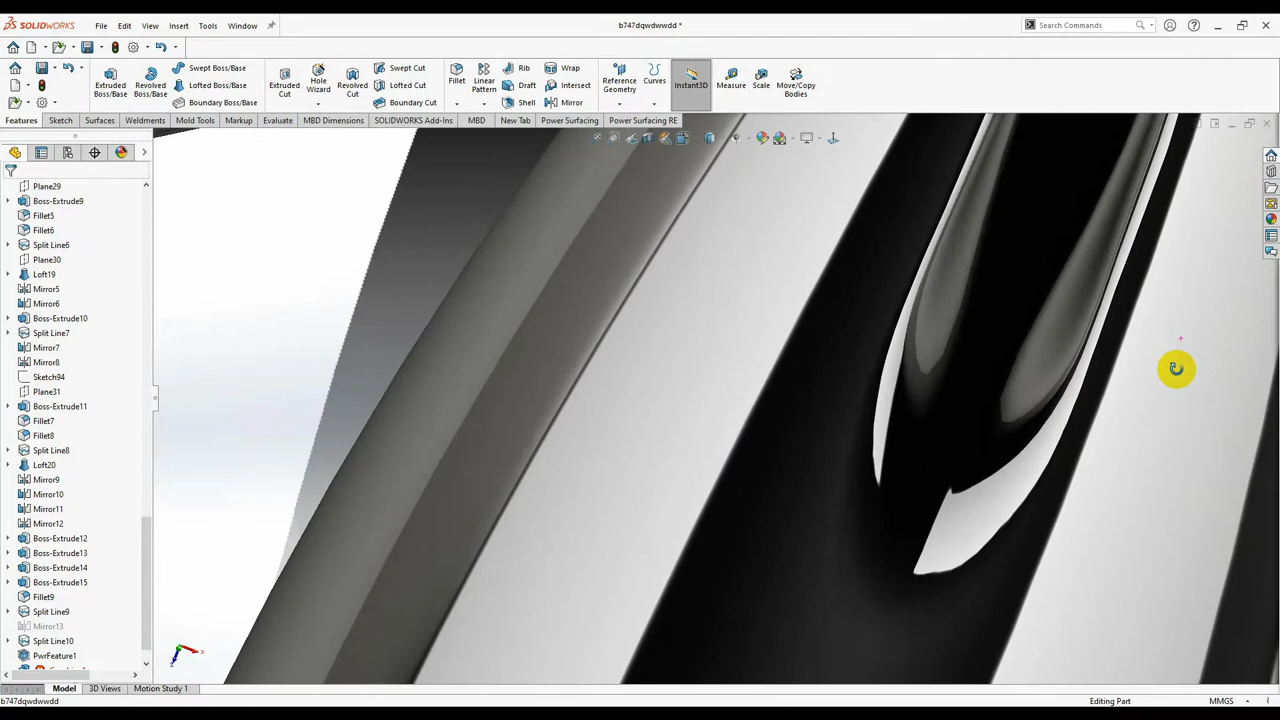 SOLIDWORKS File Edit View Insert Tools Window b747dqwdwwdd * Search Commands
Extruded Boss/Base Revolved Boss/Base Swept Boss/Base Lofted Boss/Base Boundary Boss/Base Extruded Cut Hole Wizard Revolved Cut Swept Cut Lofted Cut Boundary Cut Fillet Linear Pattern Rib Draft Shell Wrap Intersect Mirror Reference Geometry Curves Instant3D Measure Scale Move/Copy Bodies
Features Sketch Surfaces Weldments Mold Tools Markup Evaluate MBD Dimensions SOLIDWORKS Add-Ins MBD New Tab Power Surfacing Power Surfacing RE
Plane29
Boss-Extrude9
Fillet5
Fillet6
Split Line6
Plane30
Loft19
Mirror5
Mirror6
Boss-Extrude10
Split Line7
Mirror7
Mirror8
Sketch94
Plane31
Boss-Extrude11
Fillet7
Fillet8
Split Line8
Loft20
Mirror9
Mirror10
Mirror11
Mirror12
Boss-Extrude12
Boss-Extrude13
Boss-Extrude14
Boss-Extrude15
Fillet9
Split Line9
Mirror13
Split Line10
PwrFeature1
x
z
Model 3D Views Motion Study 1
b747dqwdwwdd Editing Part MMGS